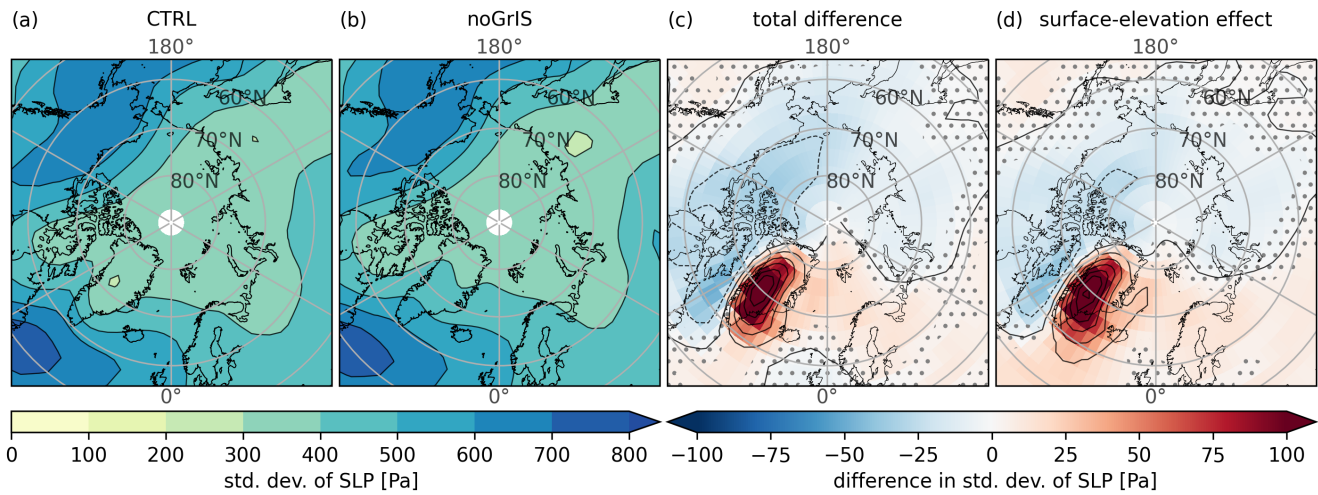 (a) CTRL
(b) noGrIS
(c) total difference
(d) surface-elevation effect
180° 180° 180° 180°
60°N 60°N 60°N 60°N
70°N 70°N 70°N 70°N
80°N 80°N 80°N 80°N
0° 0° 0° 0°
0 100 200 300 400 500 600 700 800
std. dev. of SLP [Pa]
−100 −75 −50 −25 0 25 50 75 100
difference in std. dev. of SLP [Pa]